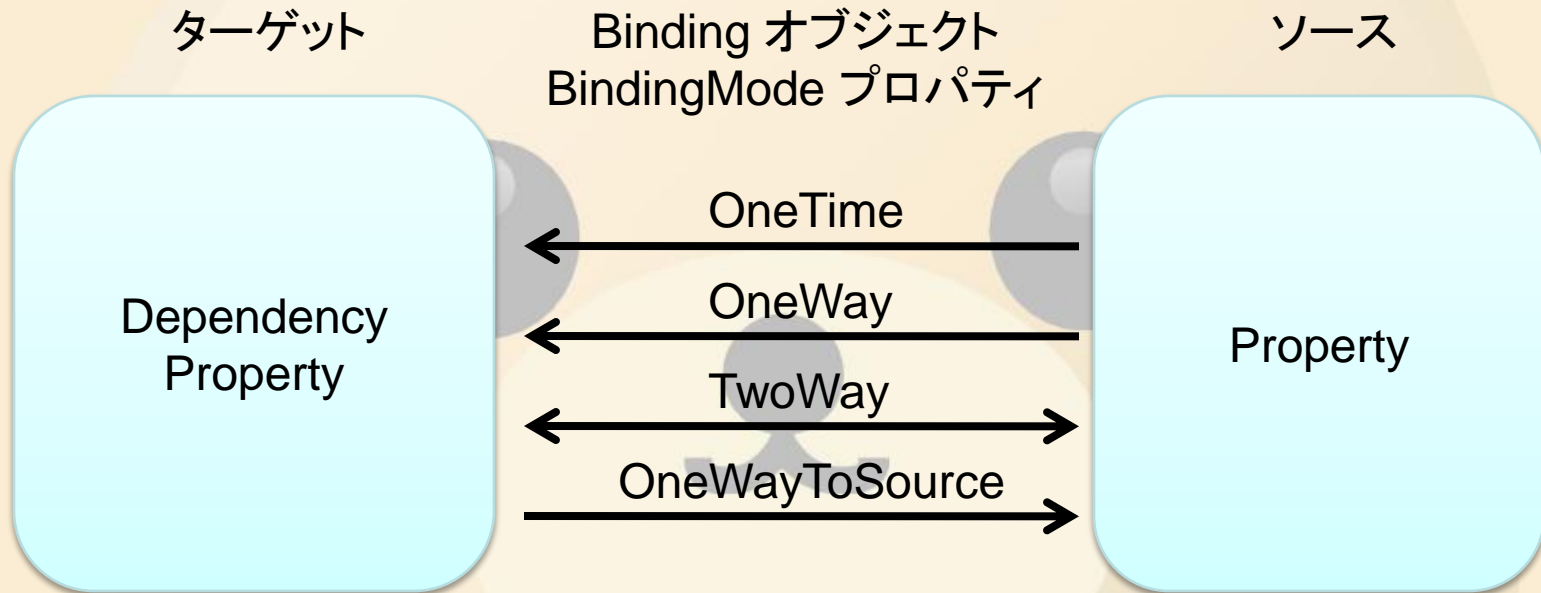 ターゲット
Binding オブジェクト
BindingMode プロパティ
ソース
Dependency
Property
OneTime
OneWay
TwoWay
OneWayToSource
Property